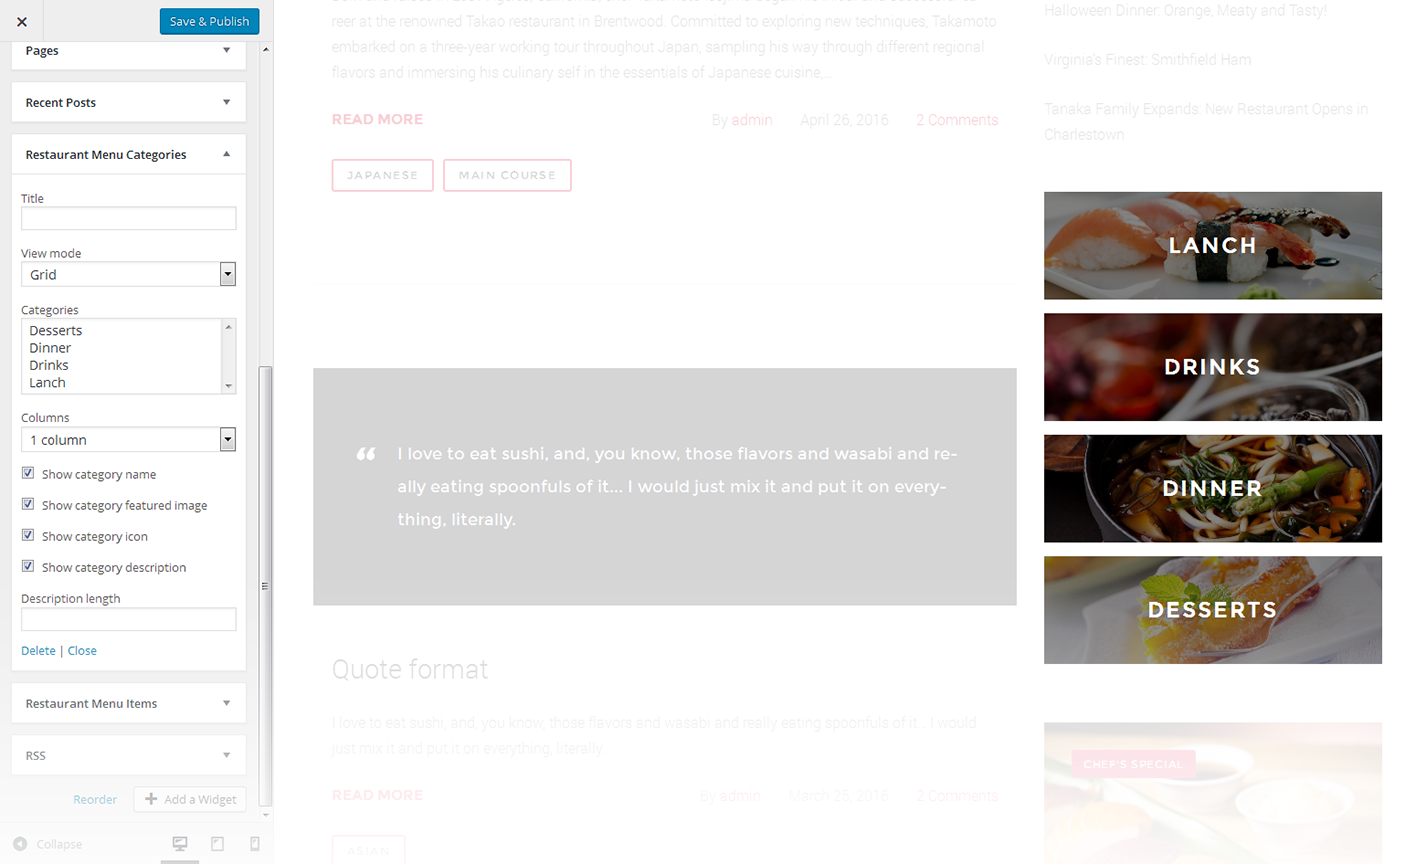 Save & Publish
Pages
Recent Posts
Restaurant Menu Categories
Title
View mode
Grid
Categories
Desserts
Dinner
Drinks
Lanch
Columns
1 column
Show category name
Show category featured image
Show category icon
Show category description
Description length
Delete | Close
Restaurant Menu Items
RSS
Reorder
Add a Widget
Collapse
reer at the renowned Takao restaurant in Brentwood. Committed to exploring new techniques, Takamoto
embarked on a three-year working tour throughout Japan, sampling his way through different regional
flavors and immersing his culinary self in the essentials of Japanese cuisine,...
READ MORE
By admin
April 26, 2016
2 Comments
JAPANESE
MAIN COURSE
“ I love to eat sushi, and, you know, those flavors and wasabi and re-
ally eating spoonfuls of it... I would just mix it and put it on every-
thing, literally.
Quote format
I love to eat sushi, and, you know, those flavors and wasabi and really eating spoonfuls of it... I would
just mix it and put it on everything, literally.
READ MORE
By admin
March 28, 2016
2 Comments
ASIAN
Halloween Dinner: Orange, Meaty and Tasty!
Virginia's Finest: Smithfield Ham
Tanaka Family Expands: New Restaurant Opens in
Charlestown
LANCH
DRINKS
DINNER
DESSERTS
CHEF'S SPECIAL